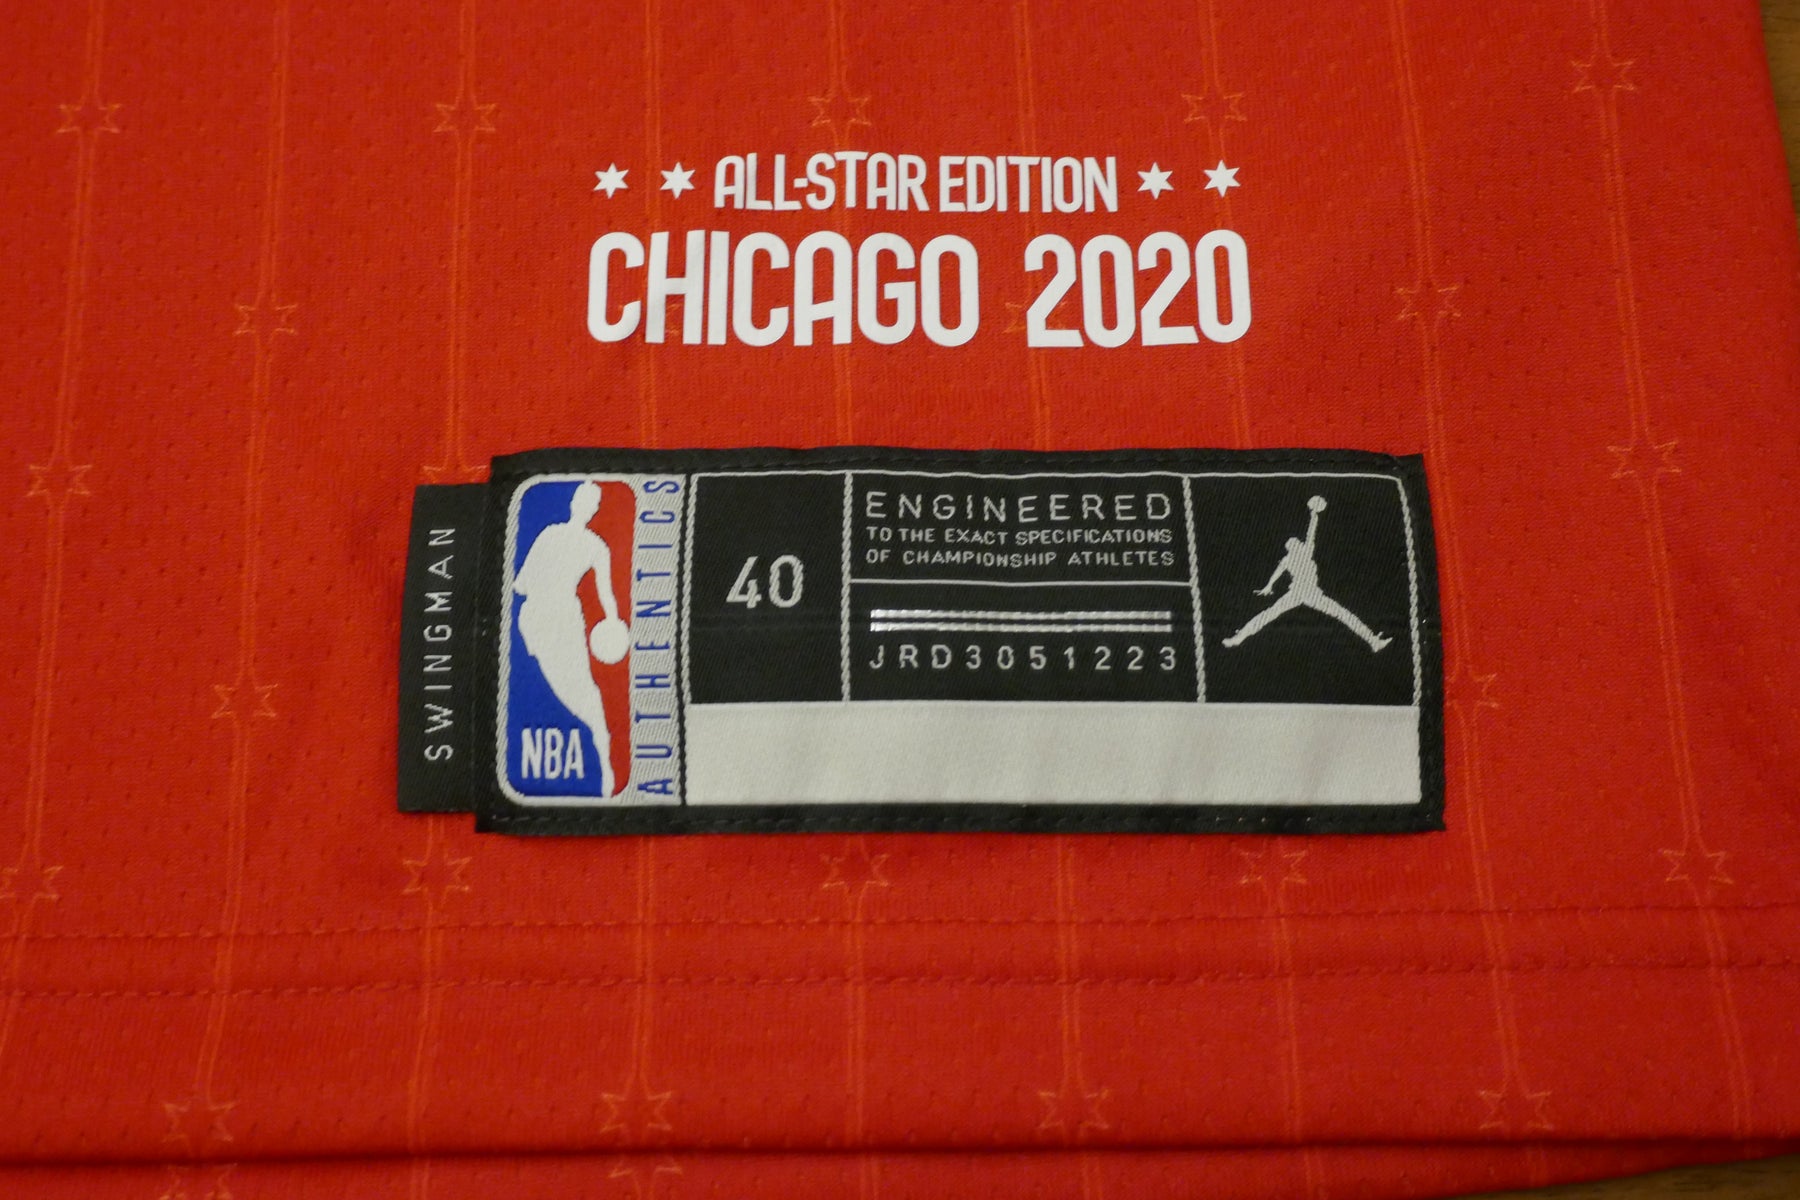 ALL-STAR EDITION
CHICAGO 2020
SWINGMAN
NBA
AUTHENTICS
40
ENGINEERED
TO THE EXACT SPECIFICATIONS
OF CHAMPIONSHIP ATHLETES
JRD3051223